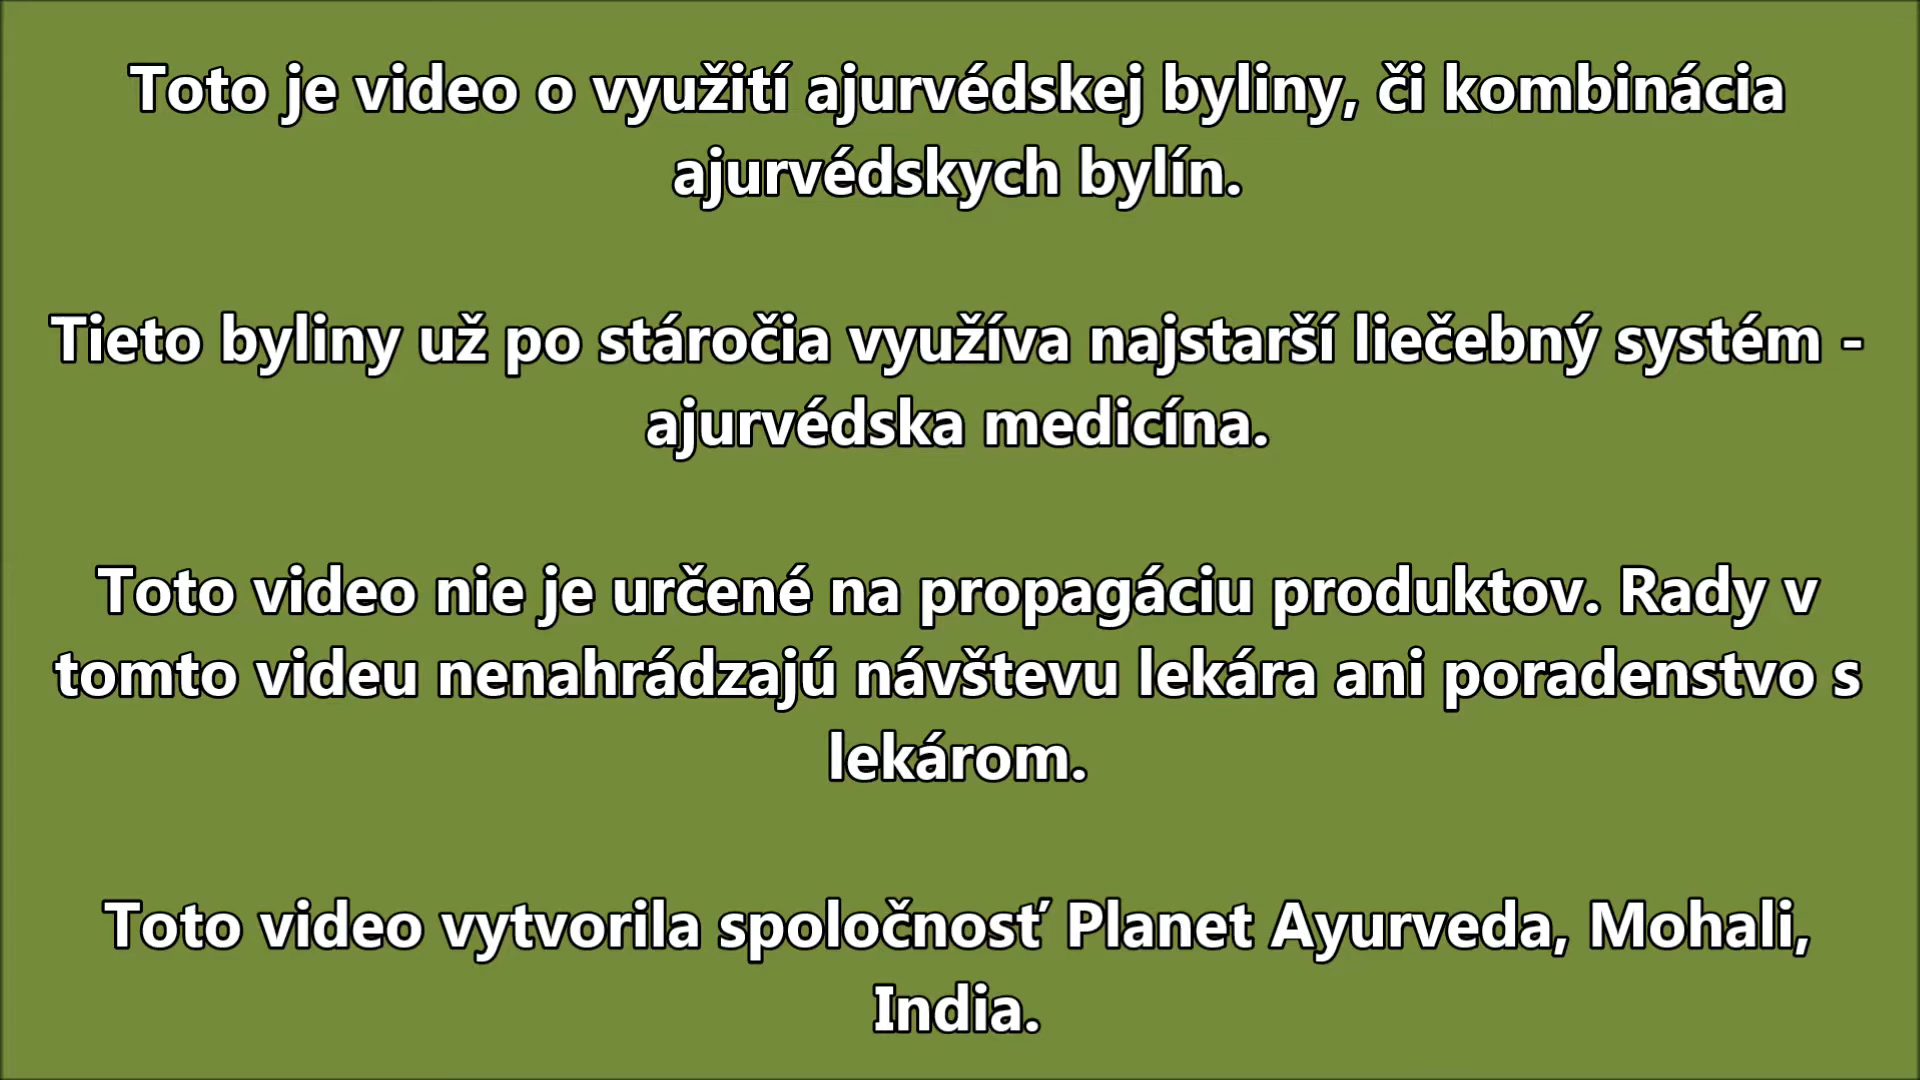 Toto je video o využití ajurvédskej byliny, či kombinácia
ajurvédskych bylín.
Tieto byliny už po stáročia využíva najstarší liečebný systém -
ajurvédska medicína.
Toto video nie je určené na propagáciu produktov. Rady v
tomto videu nenahrádzajú návštevu lekára ani poradenstvo s
lekárom.
Toto video vytvorila spoločnosť Planet Ayurveda, Mohali,
India.